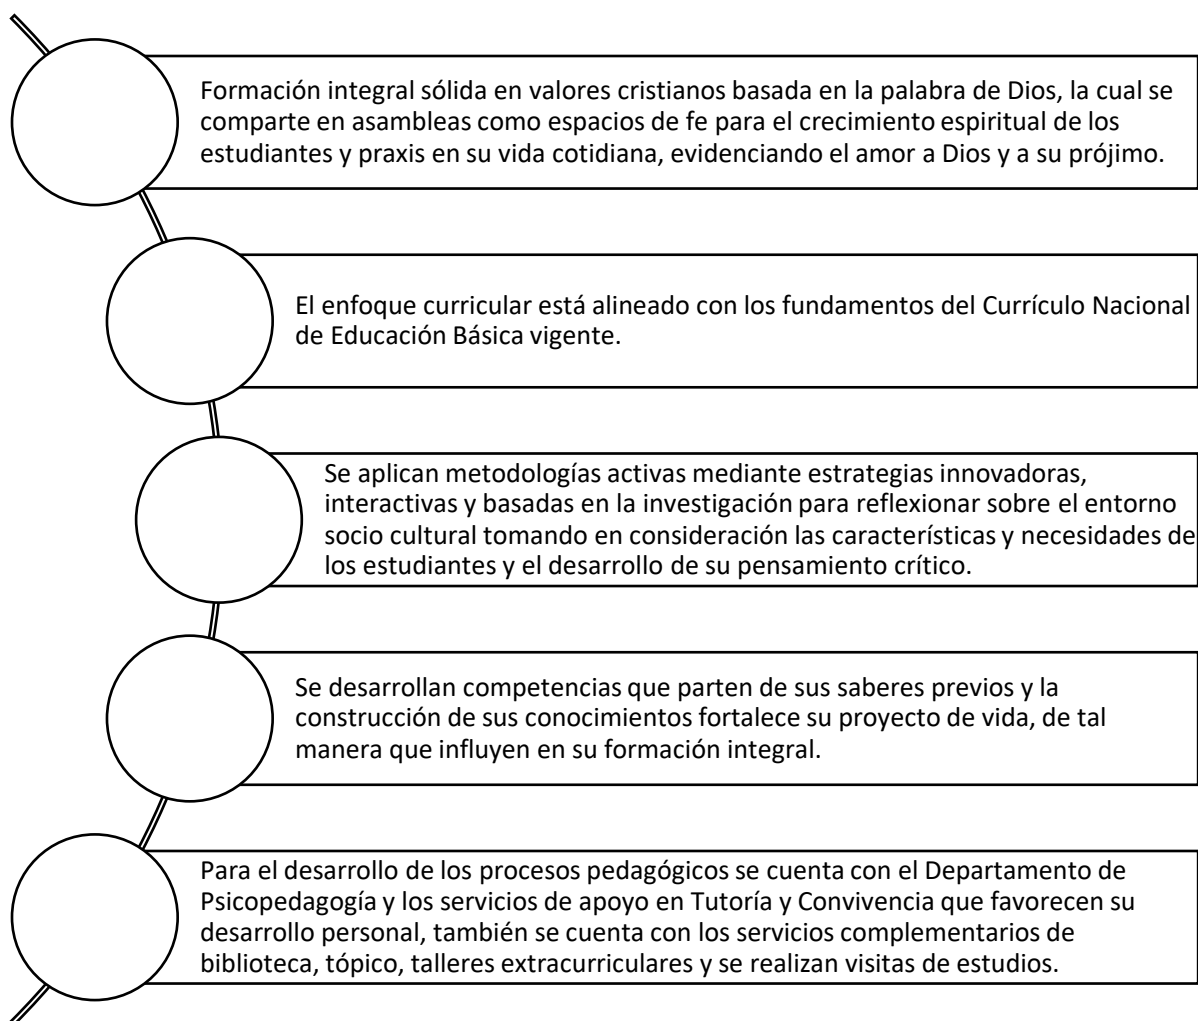 Formación integral sólida en valores cristianos basada en la palabra de Dios, la cual se
comparte en asambleas como espacios de fe para el crecimiento espiritual de los
estudiantes y praxis en su vida cotidiana, evidenciando el amor a Dios y a su prójimo.
El enfoque curricular está alineado con los fundamentos del Currículo Nacional
de Educación Básica vigente.
Se aplican metodologías activas mediante estrategias innovadoras,
interactivas y basadas en la investigación para reflexionar sobre el entorno
socio cultural tomando en consideración las características y necesidades de
los estudiantes y el desarrollo de su pensamiento crítico.
Se desarrollan competencias que parten de sus saberes previos y la
construcción de sus conocimientos fortalece su proyecto de vida, de tal
manera que influyen en su formación integral.
Para el desarrollo de los procesos pedagógicos se cuenta con el Departamento de
Psicopedagogía y los servicios de apoyo en Tutoría y Convivencia que favorecen su
desarrollo personal, también se cuenta con los servicios complementarios de
biblioteca, tópico, talleres extracurriculares y se realizan visitas de estudios.